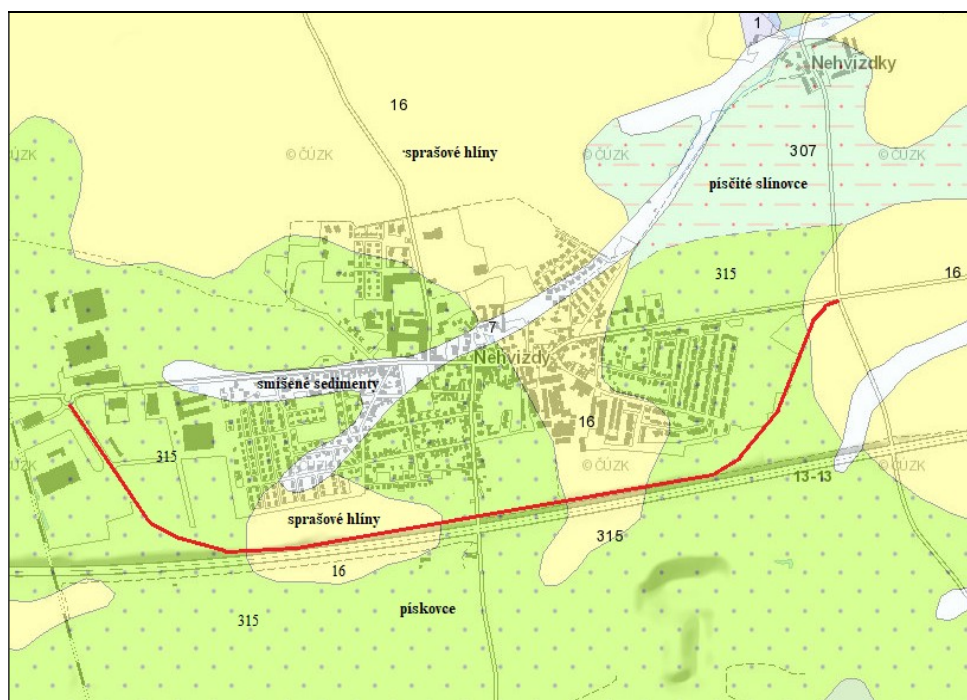 1
Nehvizdky
16
ČÚZK
© ČÚZK
© ČÚZK
© ČÚZK
sprašové hlíny
307
písčité slínovce
315
16
7
Nehvizdy
smíšené sedimenty
16
315
ČÚZK
© ČÚZK
© ČÚZK
13-13
sprašové hlíny
315
16
pískovce
315